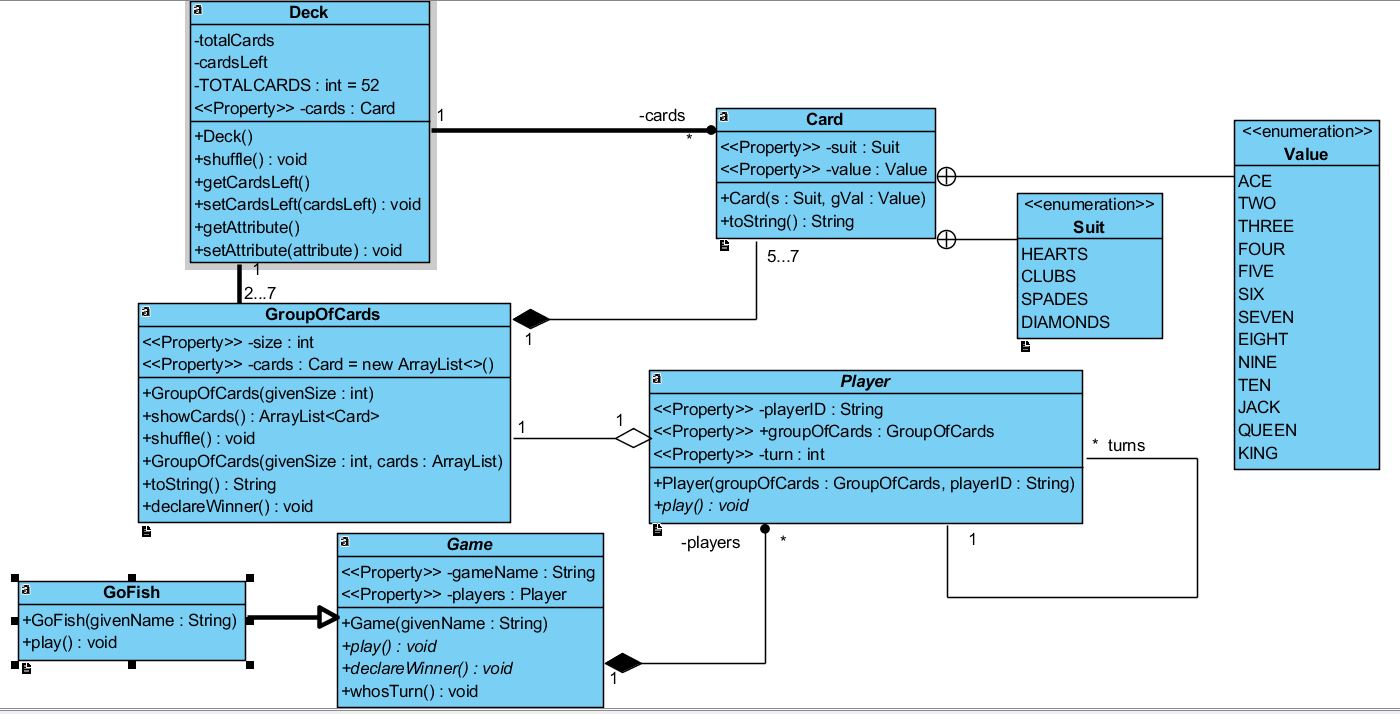 Deck
-totalCards
-cardsLeft
-TOTALCARDS : int = 52
<<Property>> -cards : Card
+Deck()
+shuffle() : void
+getCardsLeft()
+setCardsLeft(cardsLeft) : void
+getAttribute()
+setAttribute(attribute) : void
1
-cards
*
Card
<<Property>> -suit : Suit
<<Property>> -value : Value
+Card(s : Suit, gVal : Value)
+toString() : String
<<enumeration>>
Value
ACE
TWO
THREE
FOUR
FIVE
SIX
SEVEN
EIGHT
NINE
TEN
JACK
QUEEN
KING
<<enumeration>>
Suit
HEARTS
CLUBS
SPADES
DIAMONDS
1
2...7
5...7
1
GroupOfCards
<<Property>> -size : int
<<Property>> -cards : Card = new ArrayList<>()
+GroupOfCards(givenSize : int)
+showCards() : ArrayList<Card>
+shuffle() : void
+GroupOfCards(givenSize : int, cards : ArrayList)
+toString() : String
+declareWinner() : void
1
1
Player
<<Property>> -playerID : String
<<Property>> +groupOfCards : GroupOfCards
<<Property>> -turn : int
+Player(groupOfCards : GroupOfCards, playerID : String)
+play() : void
* turns
1
-players
*
Game
<<Property>> -gameName : String
<<Property>> -players : Player
+Game(givenName : String)
+play() : void
+declareWinner() : void
+whosTurn() : void
1
GoFish
+GoFish(givenName : String)
+play() : void